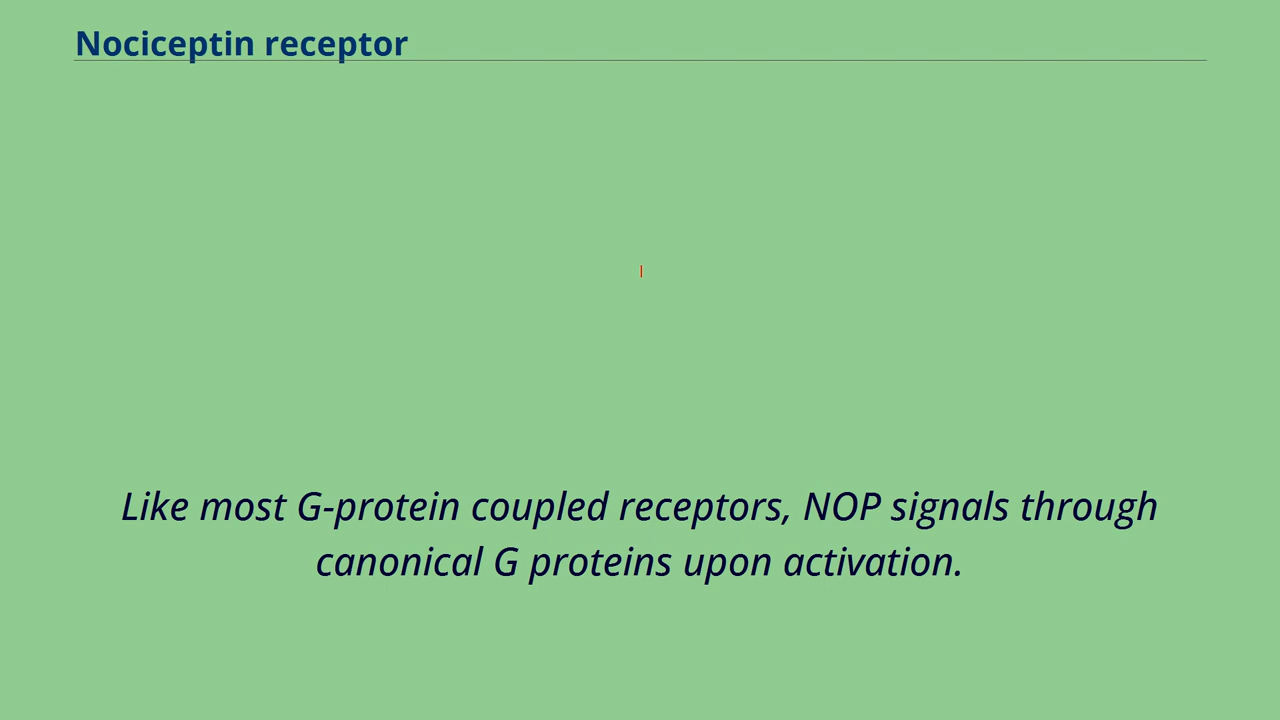 Nociceptin receptor
Like most G-protein coupled receptors, NOP signals through
canonical G proteins upon activation.